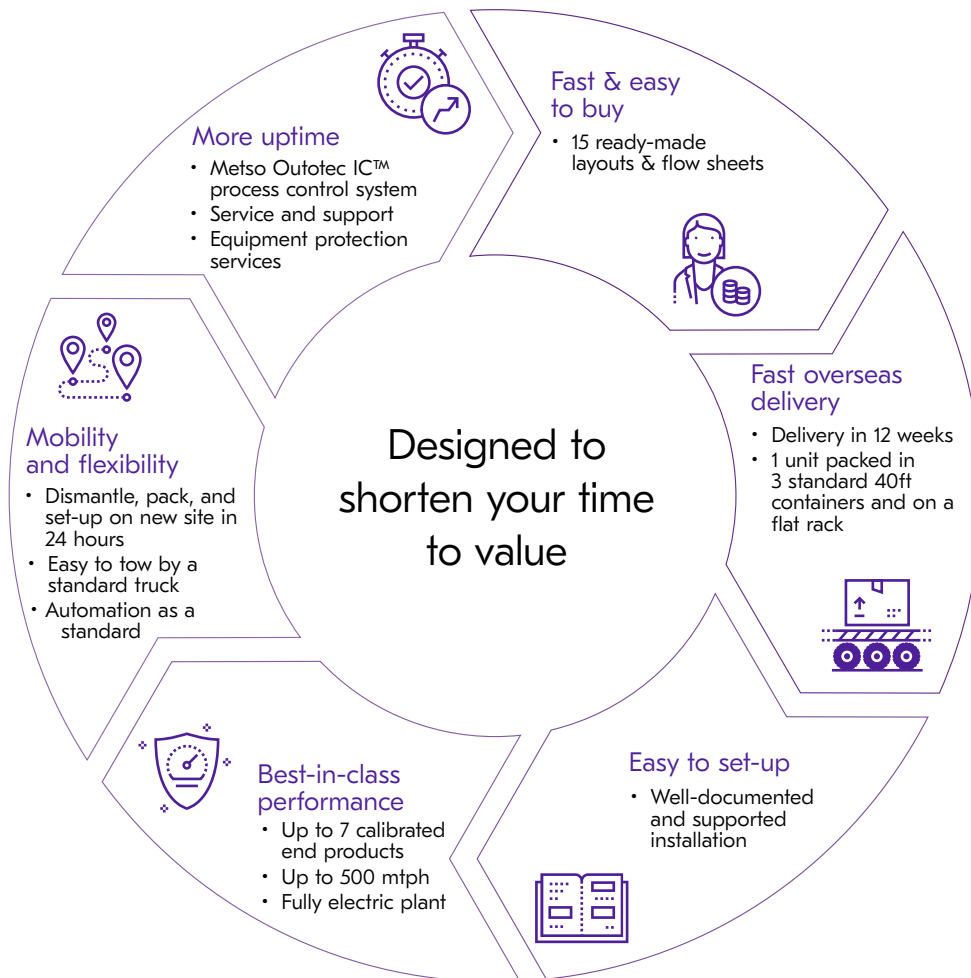 More uptime
• Metso Outotec IC™
process control system
• Service and support
• Equipment protection
services
Fast & easy
to buy
• 15 ready-made
layouts & flow sheets
Fast overseas
delivery
• Delivery in 12 weeks
• 1 unit packed in
3 standard 40ft
containers and on a
flat rack
Easy to set-up
• Well-documented
and supported
installation
Best-in-class
performance
• Up to 7 calibrated
end products
• Up to 500 mtph
• Fully electric plant
Mobility
and flexibility
• Dismantle, pack, and
set-up on new site in
24 hours
• Easy to tow by a
standard truck
• Automation as a
standard
Designed to
shorten your time
to value